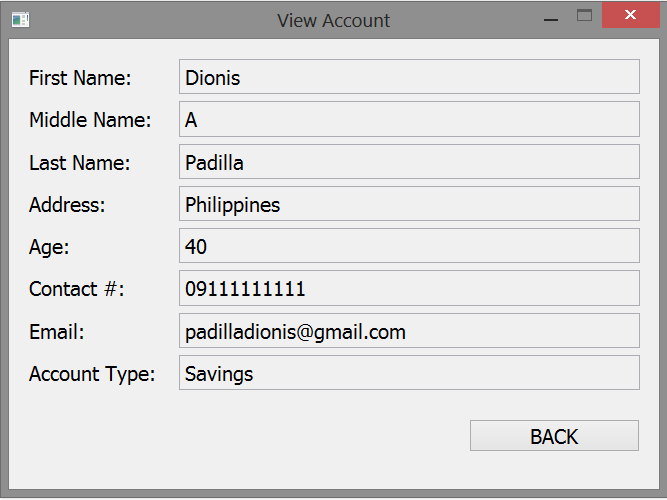 View Account
First Name: Dionis
Middle Name: A
Last Name: Padilla
Address: Philippines
Age: 40
Contact #: 09111111111
Email: padilladionis@gmail.com
Account Type: Savings
BACK